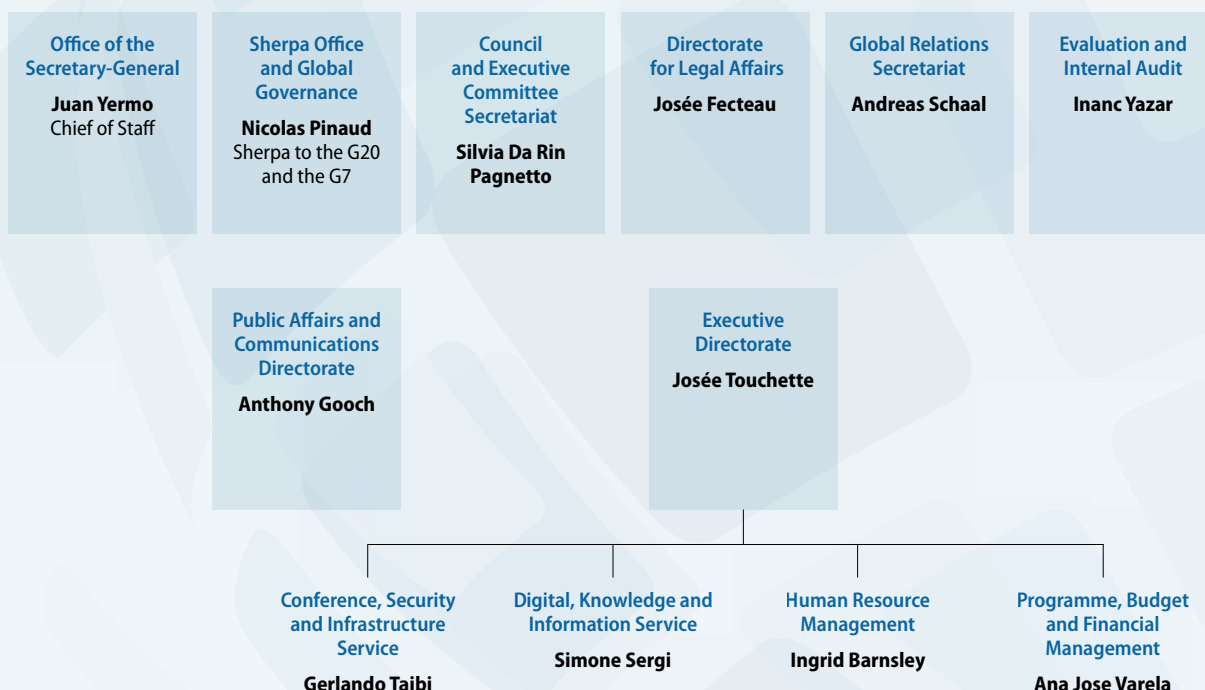 Office of the
Secretary-General
Juan Yermo
Chief of Staff
Sherpa Office
and Global
Governance
Nicolas Pinaud
Sherpa to the G20
and the G7
Council
and Executive
Committee
Secretariat
Silvia Da Rin
Pagnetto
Directorate
for Legal Affairs
Josée Fecteau
Global Relations
Secretariat
Andreas Schaal
Evaluation and
Internal Audit
Inanc Yazar
Public Affairs and
Communications
Directorate
Anthony Gooch
Executive
Directorate
Josée Touchette
Conference, Security
and Infrastructure
Service
Gerlando Taibi
Digital, Knowledge and
Information Service
Simone Sergi
Human Resource
Management
Ingrid Barnsley
Programme, Budget
and Financial
Management
Ana Jose Varela